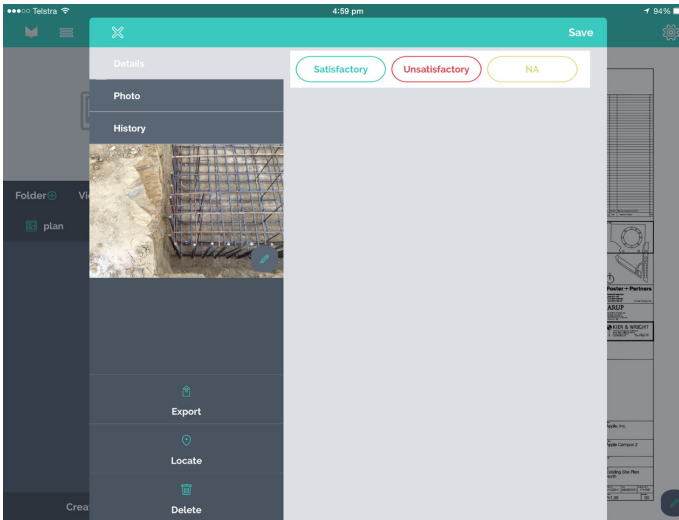 Telstra
4:59 pm
94%
Save
Details
Satisfactory
Unsatisfactory
NA
Photo
History
Folder
Vi
plan
Foster + Partners
ARUP
KIER & WRIGHT
Apple, Inc.
Apple Campus 2
Export
Locate
Crea
Delete